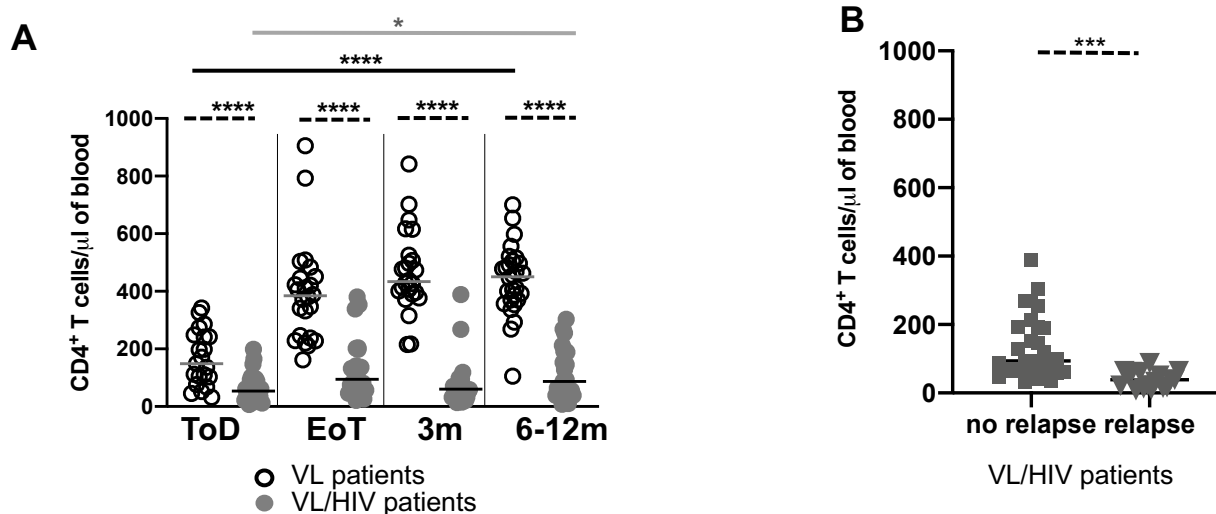 A
*
****
**** **** **** ****
CD4⁺ T cells/μl of blood
1000
800
600
400
200
0
ToD EoT 3m 6-12m
VL patients
VL/HIV patients
B
***
CD4⁺ T cells/μl of blood
1000
800
600
400
200
0
no relapse relapse
VL/HIV patients